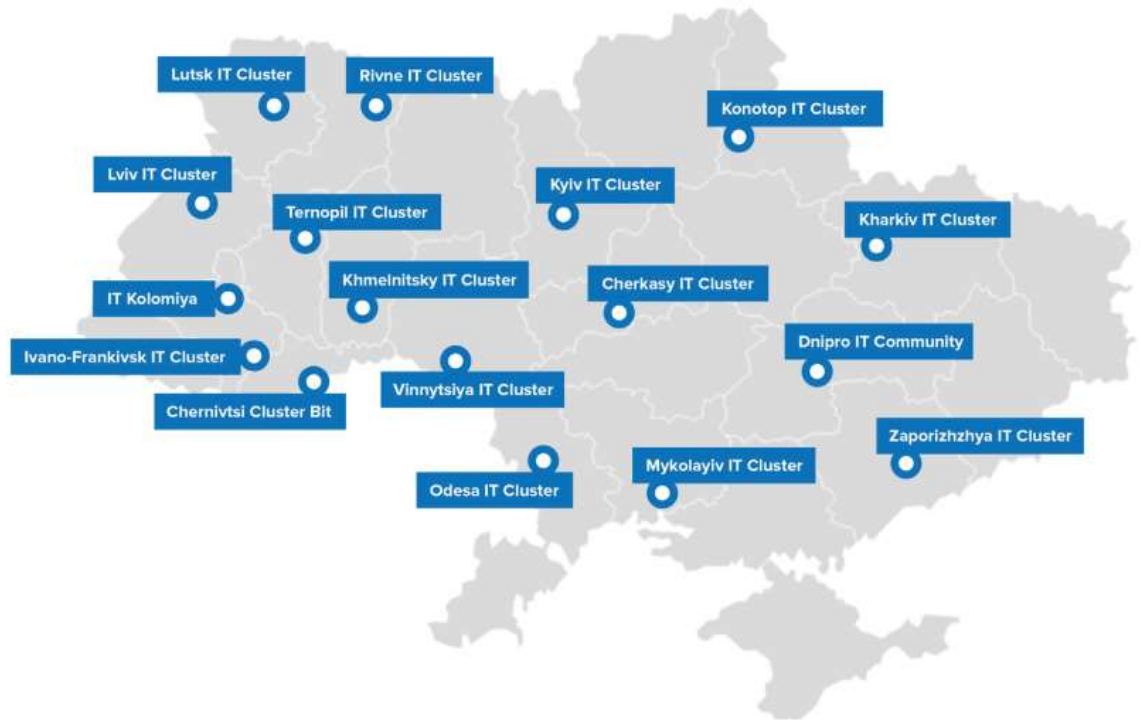 Lutsk IT Cluster
Rivne IT Cluster
Konotop IT Cluster
Lviv IT Cluster
Kyiv IT Cluster
Ternopil IT Cluster
Kharkiv IT Cluster
Khmelnitsky IT Cluster
Cherkasy IT Cluster
IT Kolomiya
Dnipro IT Community
Ivano-Frankivsk IT Cluster
Vinnytsiya IT Cluster
Chernivtsi Cluster Bit
Zaporizhzhya IT Cluster
Mykolayiv IT Cluster
Odesa IT Cluster